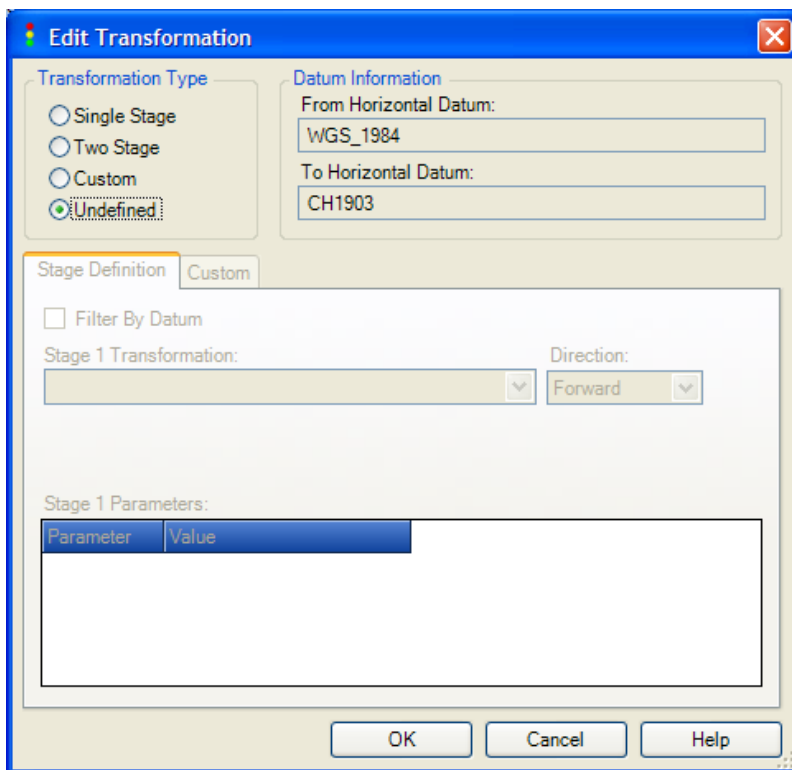 Edit Transformation
Transformation Type
Single Stage
Two Stage
Custom
Undefined
Datum Information
From Horizontal Datum:
WGS_1984
To Horizontal Datum:
CH1903
Stage Definition
Custom
Filter By Datum
Stage 1 Transformation:
Direction:
Forward
Stage 1 Parameters:
Parameter Value
OK
Cancel
Help